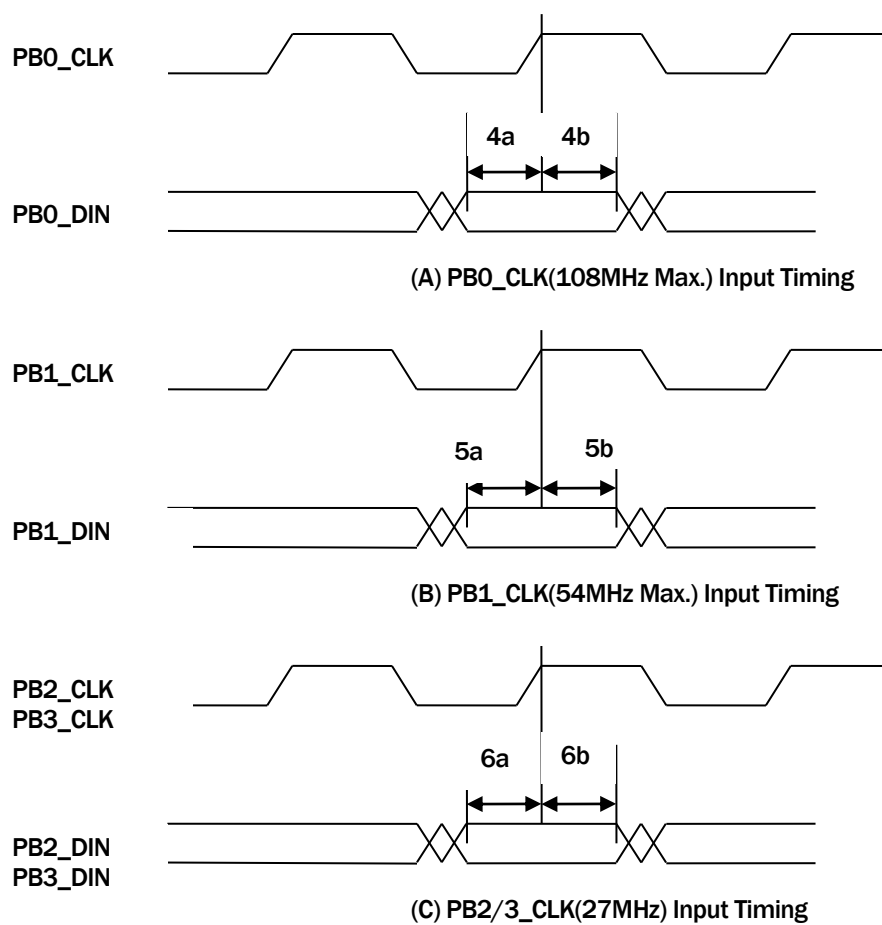 PB0_CLK
4a 4b
PB0_DIN
(A) PB0_CLK(108MHz Max.) Input Timing
PB1_CLK
5a 5b
PB1_DIN
(B) PB1_CLK(54MHz Max.) Input Timing
PB2_CLK
PB3_CLK
6a 6b
PB2_DIN
PB3_DIN
(C) PB2/3_CLK(27MHz) Input Timing